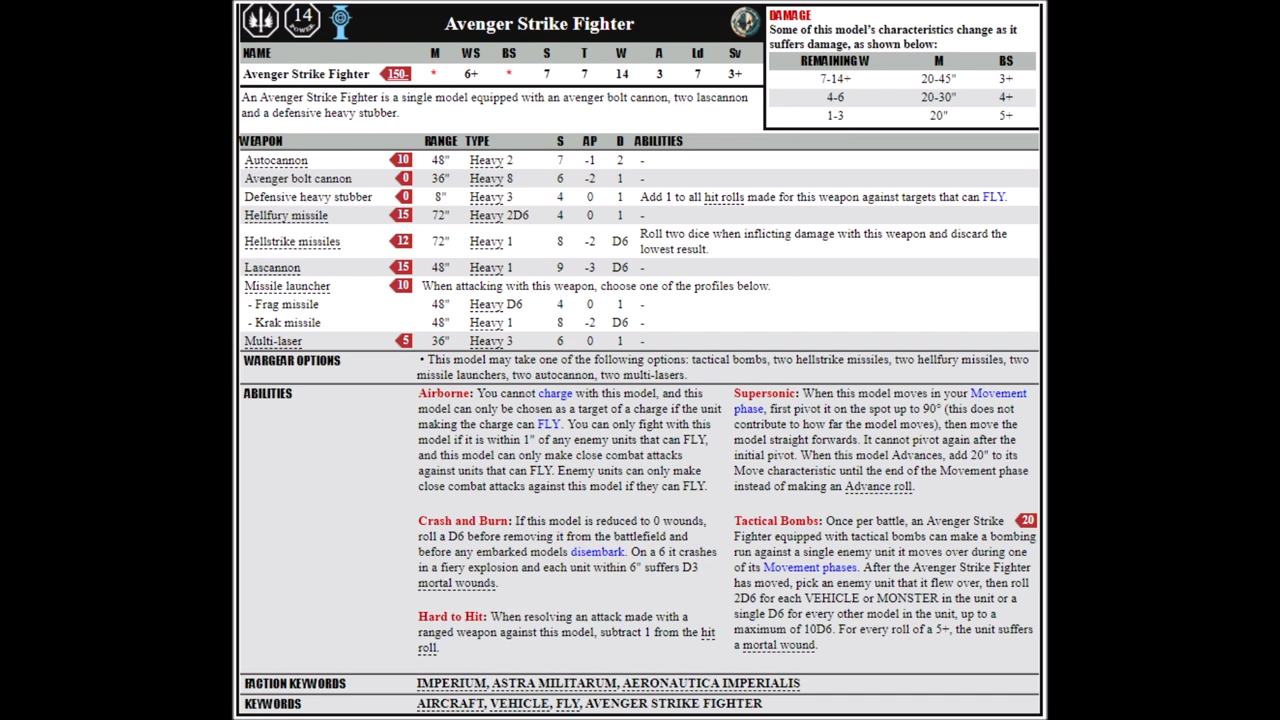 14
POWER
Avenger Strike Fighter
NAME M WS BS S T W A Ld Sv
Avenger Strike Fighter 150- * 6+ * 7 7 14 3 7 3+
An Avenger Strike Fighter is a single model equipped with an avenger bolt cannon, two lascannon
and a defensive heavy stubber.
DAMAGE
Some of this model's characteristics change as it
suffers damage, as shown below:
REMAINING W M BS
7-14+ 20-45" 3+
4-6 20-30" 4+
1-3 20" 5+
WEAPON RANGE TYPE S AP D ABILITIES
Autocannon 10 48" Heavy 2 7 -1 2 -
Avenger bolt cannon 0 36" Heavy 8 6 -2 1 -
Defensive heavy stubber 0 8" Heavy 3 4 0 1 Add 1 to all hit rolls made for this weapon against targets that can FLY.
Hellfury missile 15 72" Heavy 2D6 4 0 1 -
Hellstrike missiles 12 72" Heavy 1 8 -2 D6 Roll two dice when inflicting damage with this weapon and discard the
lowest result.
Lascannon 15 48" Heavy 1 9 -3 D6 -
Missile launcher 10 When attacking with this weapon, choose one of the profiles below.
- Frag missile 48" Heavy D6 4 0 1 -
- Krak missile 48" Heavy 1 8 -2 D6 -
Multi-laser 5 36" Heavy 3 6 0 1 -
WARGEAR OPTIONS
• This model may take one of the following options: tactical bombs, two hellstrike missiles, two hellfury missiles, two
missile launchers, two autocannon, two multi-lasers.
ABILITIES
Airborne: You cannot charge with this model, and this
model can only be chosen as a target of a charge if the unit
making the charge can FLY. You can only fight with this
model if it is within 1" of any enemy units that can FLY,
and this model can only make close combat attacks
against units that can FLY. Enemy units can only make
close combat attacks against this model if they can FLY.
Crash and Burn: If this model is reduced to 0 wounds,
roll a D6 before removing it from the battlefield and
before any embarked models disembark. On a 6 it crashes
in a fiery explosion and each unit within 6" suffers D3
mortal wounds.
Hard to Hit: When resolving an attack made with a
ranged weapon against this model, subtract 1 from the hit
roll.
Supersonic: When this model moves in your Movement
phase, first pivot it on the spot up to 90° (this does not
contribute to how far the model moves), then move the
model straight forwards. It cannot pivot again after the
initial pivot. When this model Advances, add 20" to its
Move characteristic until the end of the Movement phase
instead of making an Advance roll.
Tactical Bombs: Once per battle, an Avenger Strike 20
Fighter equipped with tactical bombs can make a bombing
run against a single enemy unit it moves over during one
of its Movement phases. After the Avenger Strike Fighter
has moved, pick an enemy unit that it flew over, then roll
2D6 for each VEHICLE or MONSTER in the unit or a
single D6 for every other model in the unit, up to a
maximum of 10D6. For every roll of a 5+, the unit suffers
a mortal wound.
FACTION KEYWORDS IMPERIUM, ASTRA MILITARUM, AERONAUTICA IMPERIALIS
KEYWORDS AIRCRAFT, VEHICLE, FLY, AVENGER STRIKE FIGHTER